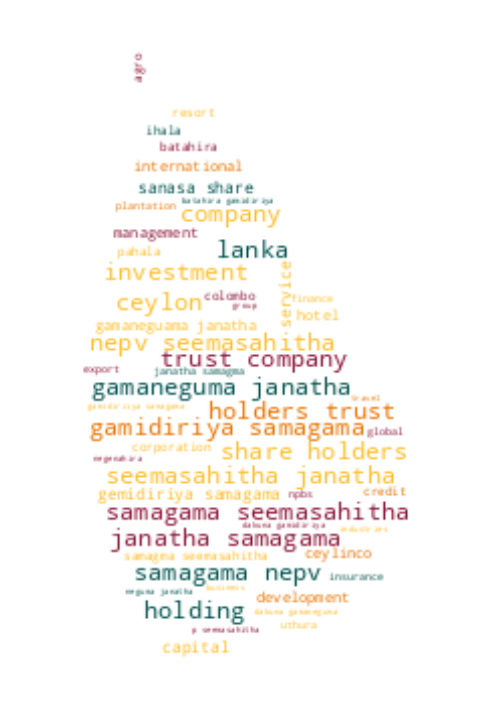 agro
resort
ihala
batahira
international
sanasa share
batahira gamidiriya
plantation
company
management
lanka
pahala
investment
service
ceylon
colombo
finance
group
hotel
gamaneguama janatha
nepv seemasahitha
trust company
export
janatha samagma
gamaneguma janatha
travel
gamidiriya samagama
holders trust
gamidiriya samagama
global
corporation
share holders
negenahira
seemasahitha janatha
gemidiriya samagama
npbs
credit
samagama seemasahitha
dakuna gamidiriya
industries
janatha samagama
samagma seemasahitha
ceylinco
samagama nepv
insurance
business
neguma janatha
development
holding
dakuna gamaneguma
p seemasahitha
uthura
capital